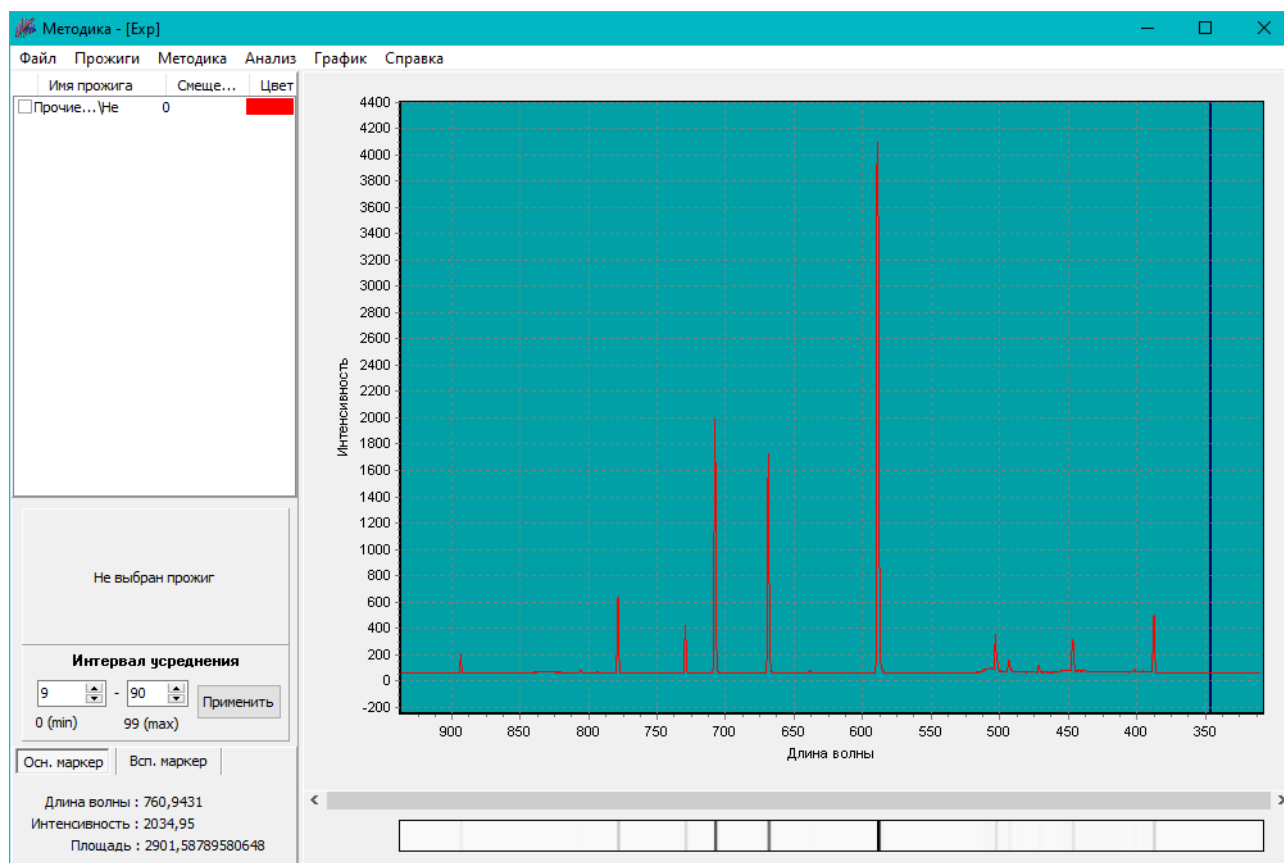 Методика - [Exp]
Файл Прожиги Методика Анализ График Справка
Имя прожига Смеще... Цвет
Прочие...\He 0
Не выбран прожиг
Интервал усреднения
9 - 90 Применить
0 (min) 99 (max)
Осн. маркер Всп. маркер
Длина волны : 760,9431
Интенсивность : 2034,95
Площадь : 2901,58789580648
Интенсивность
4400
4200
4000
3800
3600
3400
3200
3000
2800
2600
2400
2200
2000
1800
1600
1400
1200
1000
800
600
400
200
0
-200
900 850 800 750 700 650 600 550 500 450 400 350
Длина волны